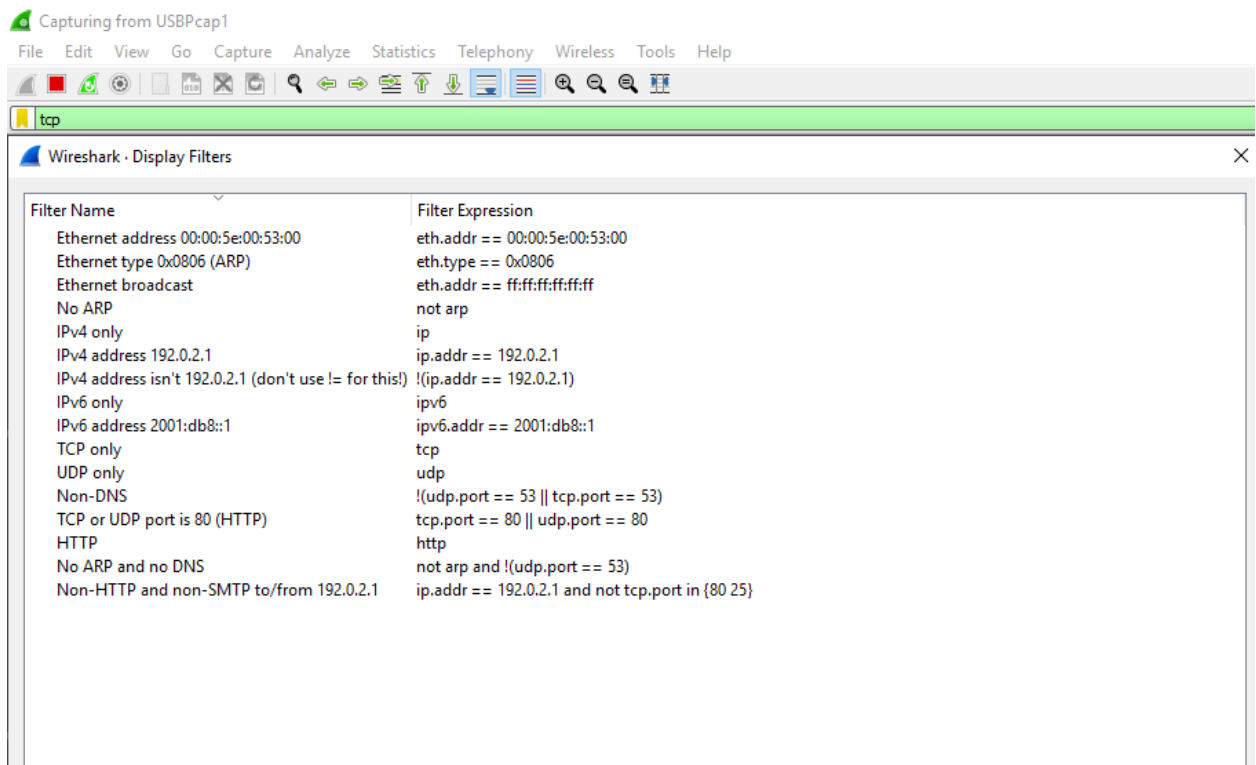 Capturing from USBPcap1
File Edit View Go Capture Analyze Statistics Telephony Wireless Tools Help
tcp
Wireshark · Display Filters
Filter Name Filter Expression
Ethernet address 00:00:5e:00:53:00 eth.addr == 00:00:5e:00:53:00
Ethernet type 0x0806 (ARP) eth.type == 0x0806
Ethernet broadcast eth.addr == ff:ff:ff:ff:ff:ff
No ARP not arp
IPv4 only ip
IPv4 address 192.0.2.1 ip.addr == 192.0.2.1
IPv4 address isn't 192.0.2.1 (don't use != for this!) !(ip.addr == 192.0.2.1)
IPv6 only ipv6
IPv6 address 2001:db8::1 ipv6.addr == 2001:db8::1
TCP only tcp
UDP only udp
Non-DNS !(udp.port == 53 || tcp.port == 53)
TCP or UDP port is 80 (HTTP) tcp.port == 80 || udp.port == 80
HTTP http
No ARP and no DNS not arp and !(udp.port == 53)
Non-HTTP and non-SMTP to/from 192.0.2.1 ip.addr == 192.0.2.1 and not tcp.port in {80 25}